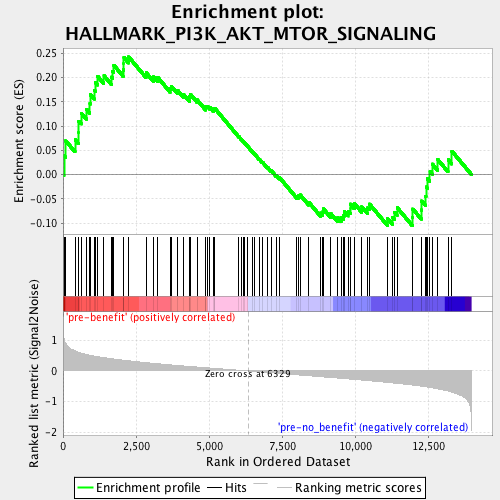 Enrichment plot:
HALLMARK_PI3K_AKT_MTOR_SIGNALING
Enrichment score (ES)
0.25
0.20
0.15
0.10
0.05
0.00
-0.05
-0.10
'pre-benefit' (positively correlated)
Ranked list metric (Signal2Noise)
1
0
-1
-2
Zero cross at 6329
'pre-no_benefit' (negatively correlated)
0
2,500
5,000
7,500
10,000
12,500
Rank in Ordered Dataset
Enrichment profile
Hits
Ranking metric scores